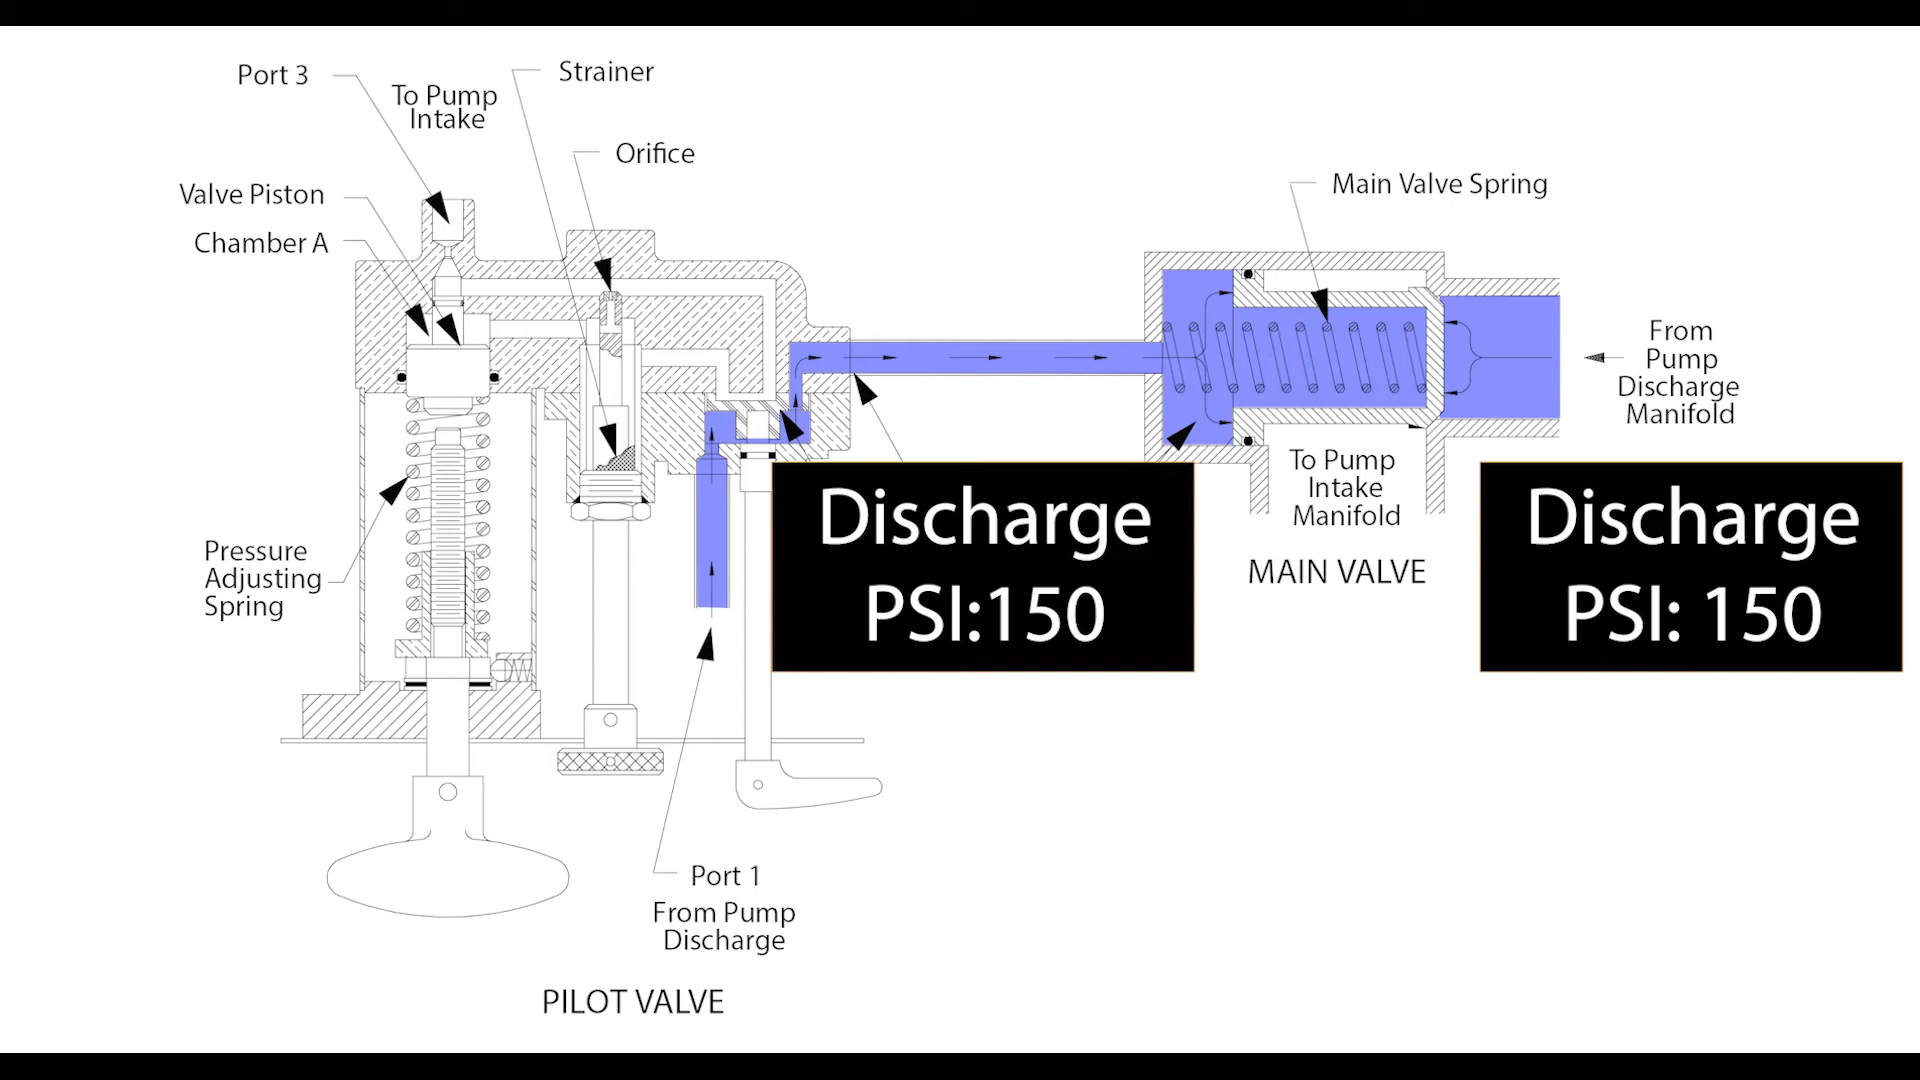 Port 3
To Pump
Intake
Strainer
Orifice
Valve Piston
Chamber A
Main Valve Spring
From
Pump
Discharge
Manifold
To Pump
Intake
Manifold
MAIN VALVE
Discharge
PSI:150
Discharge
PSI: 150
Pressure
Adjusting
Spring
Port 1
From Pump
Discharge
PILOT VALVE